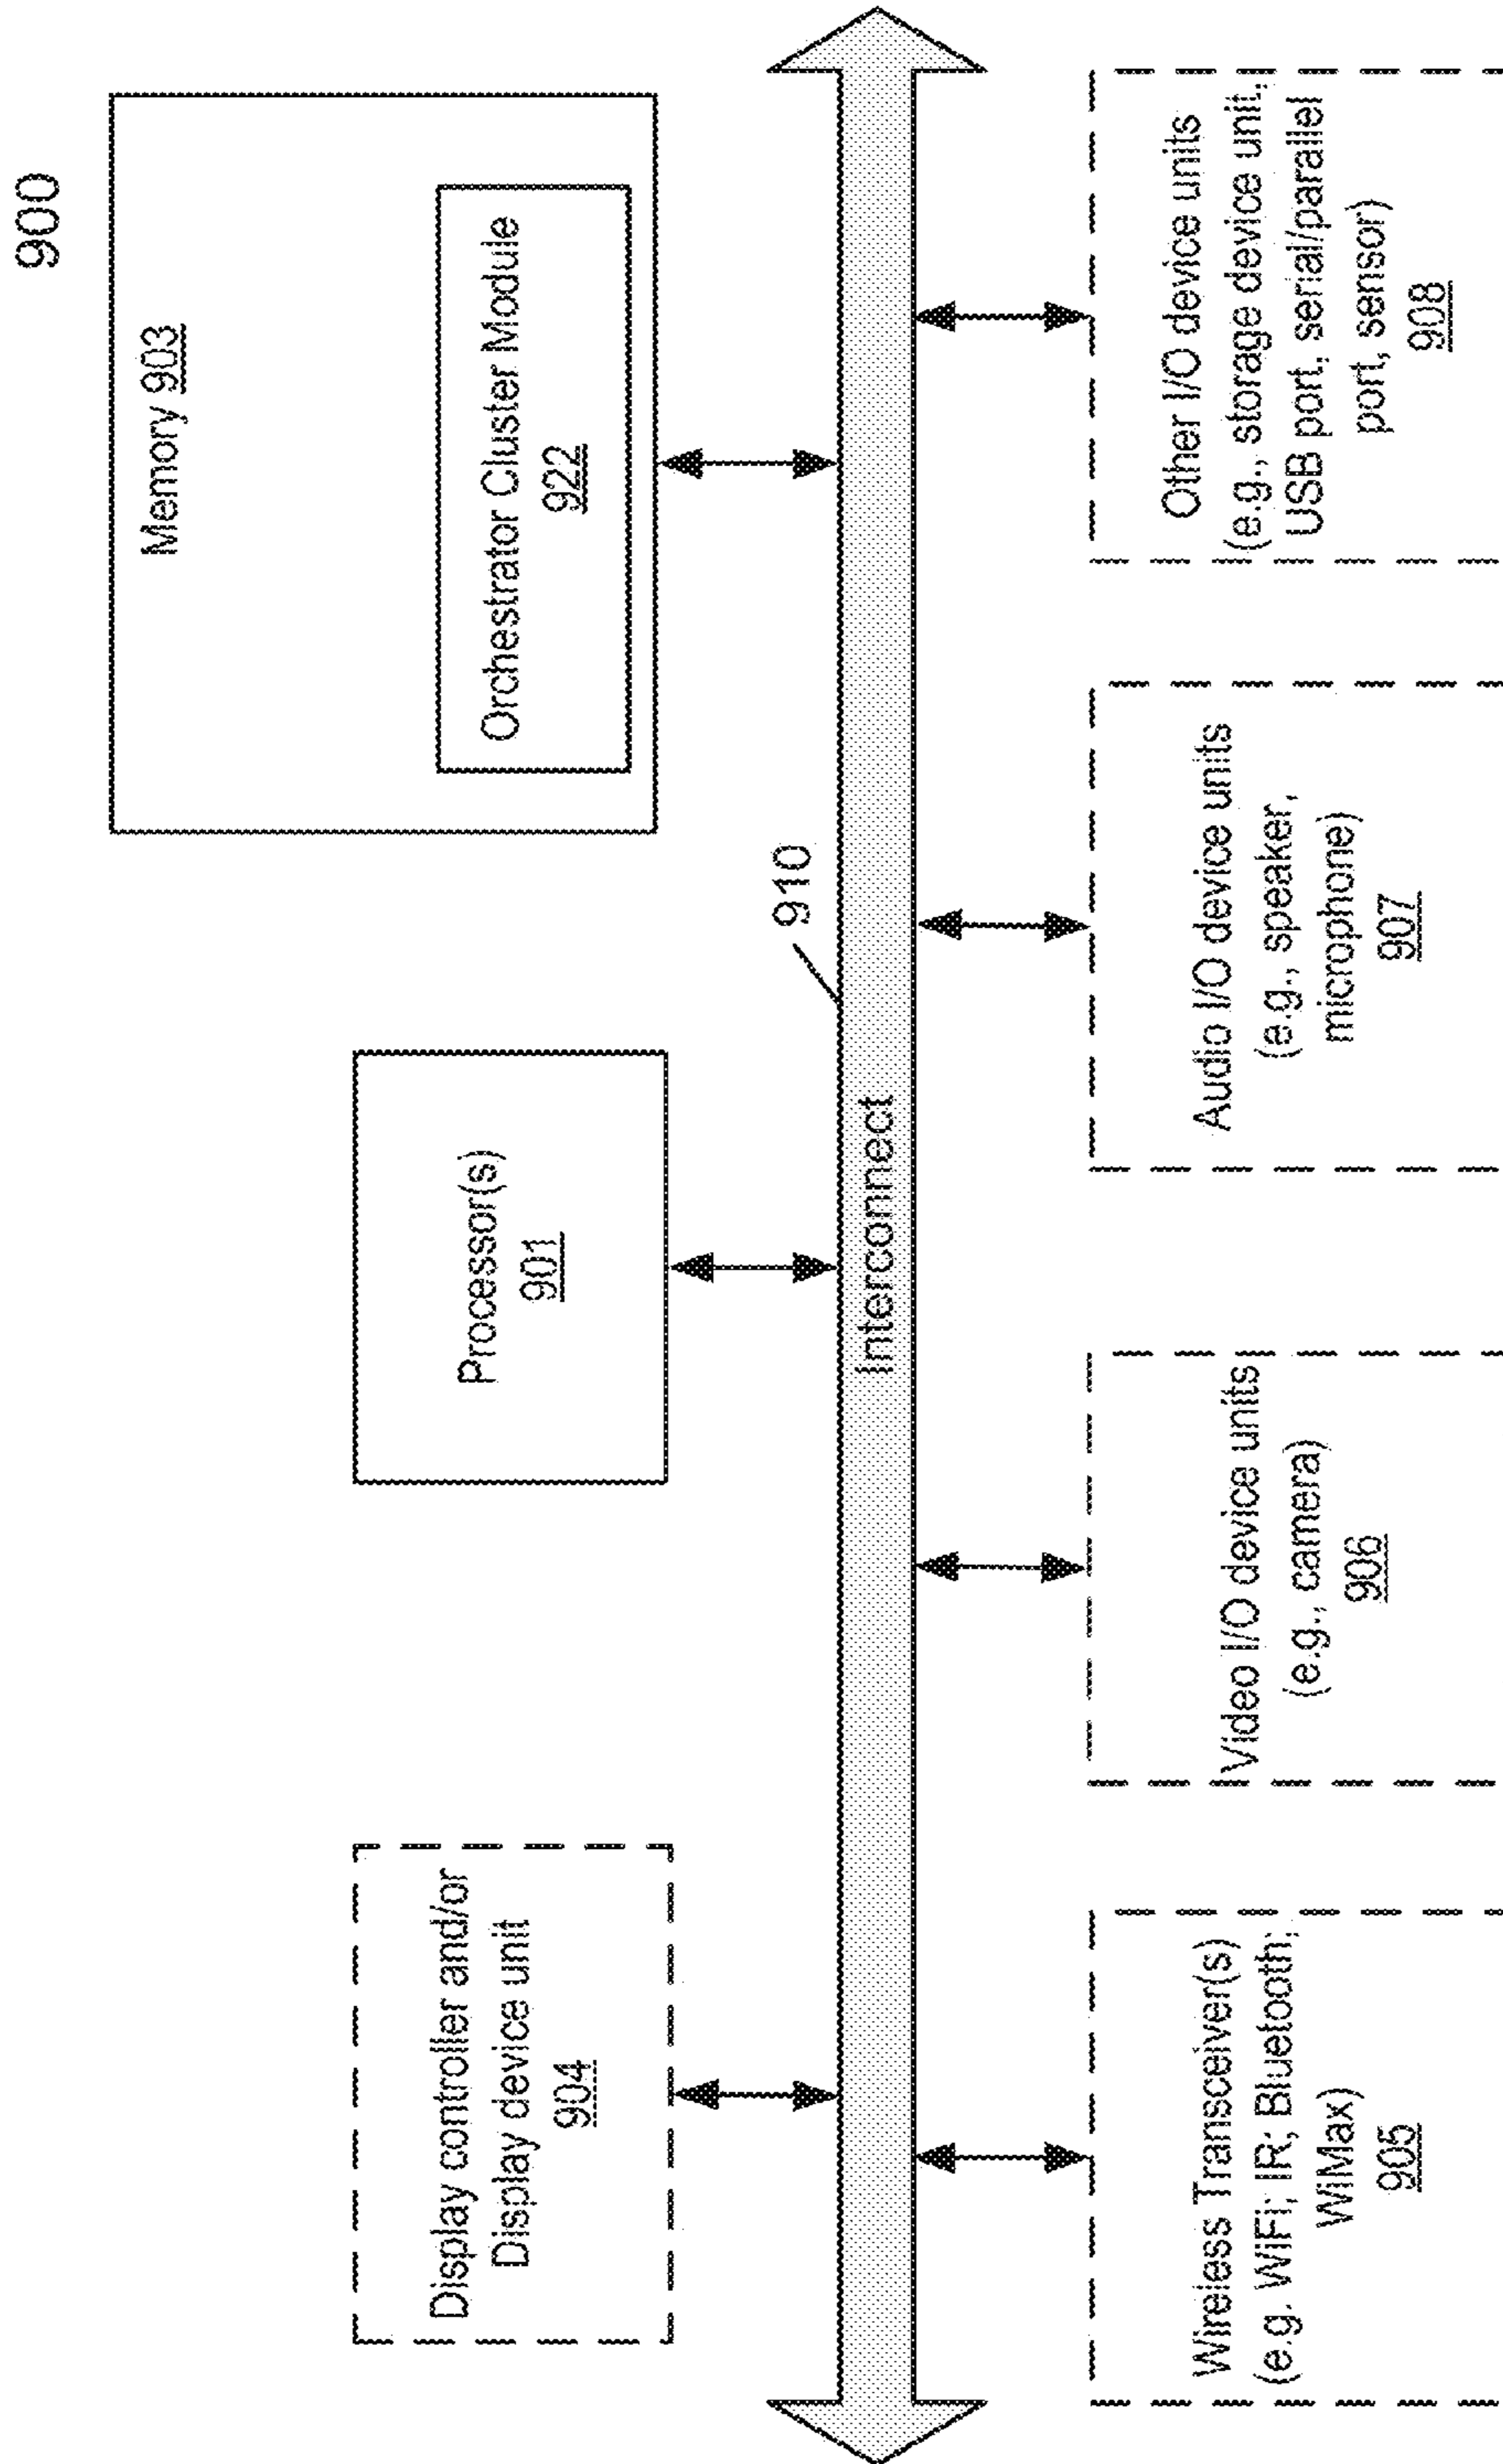 900
Memory 903
Orchestrator Cluster Module
922
Processor(s)
901
Display controller and/or
Display device unit
904
910
Interconnect
Wireless Transceiver(s)
(e.g. WiFi; IR; Bluetooth;
WiMax)
905
Video I/O device units
(e.g., camera)
906
Audio I/O device units
(e.g., speaker,
microphone)
907
Other I/O device units
(e.g., storage device unit,
USB port, serial/parallel
port, sensor)
908